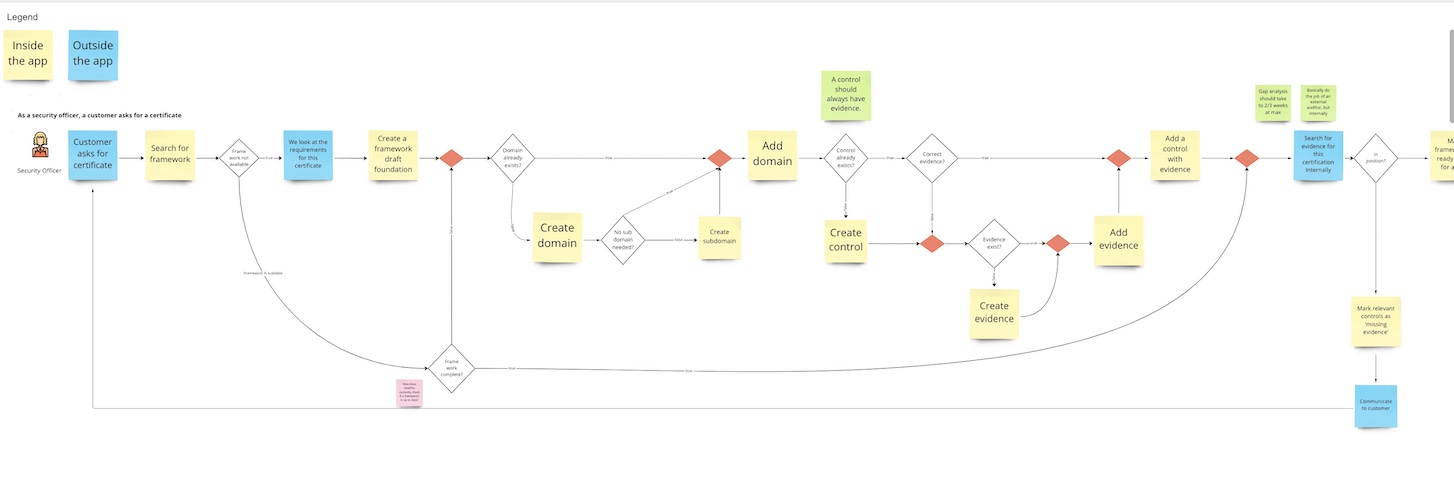 Legend
Inside
the app
Outside
the app
As a security officer, a customer asks for a certificate
Security Officer
Customer
asks for
certificate
Search for
framework
Frame
work not
available
true
We look at the
requirements
for this
certificate
Create a
framework
draft
foundation
Domain
already
exists?
true
Create
domain
No sub
domain
needed?
true
false
Create
subdomain
Add
domain
A control
should
always have
evidence.
Control
already
exists?
true
false
Create
control
Correct
evidence?
true
false
Evidence
exist?
true
false
Create
evidence
Add
evidence
Add a
control
with
evidence
Gap analysis
should take
to 2/3 weeks
at max
Basically do
the job of an
external
auditor, but
internally
Search for
evidence for
this
certification
Internally
in
position?
framew
ready
for a
Mark relevant
controls as
'missing
evidence'
Communicate
to customer
framework is available
false
Frame
work
complete?
true
true